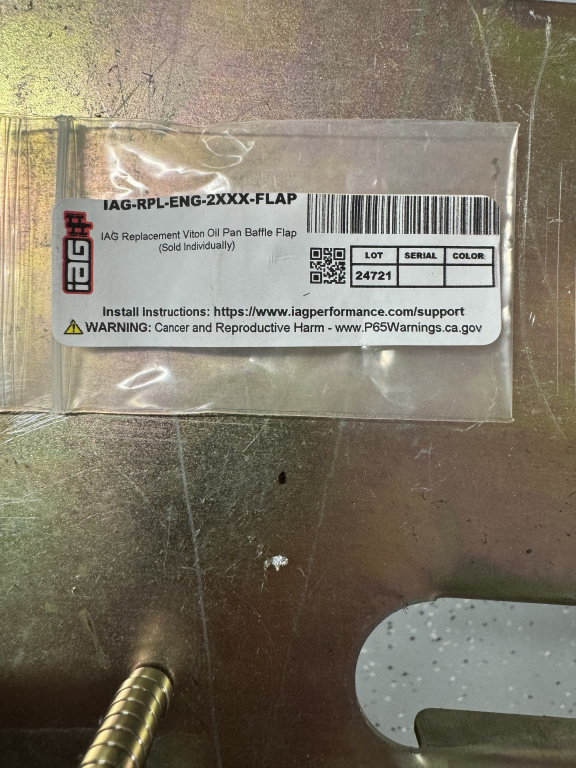 IAG-RPL-ENG-2XXX-FLAP
iAG
IAG Replacement Viton Oil Pan Baffle Flap
(Sold Individually)
LOT SERIAL COLOR
24721
Install Instructions: https://www.iagperformance.com/support
WARNING: Cancer and Reproductive Harm - www.P65Warnings.ca.gov